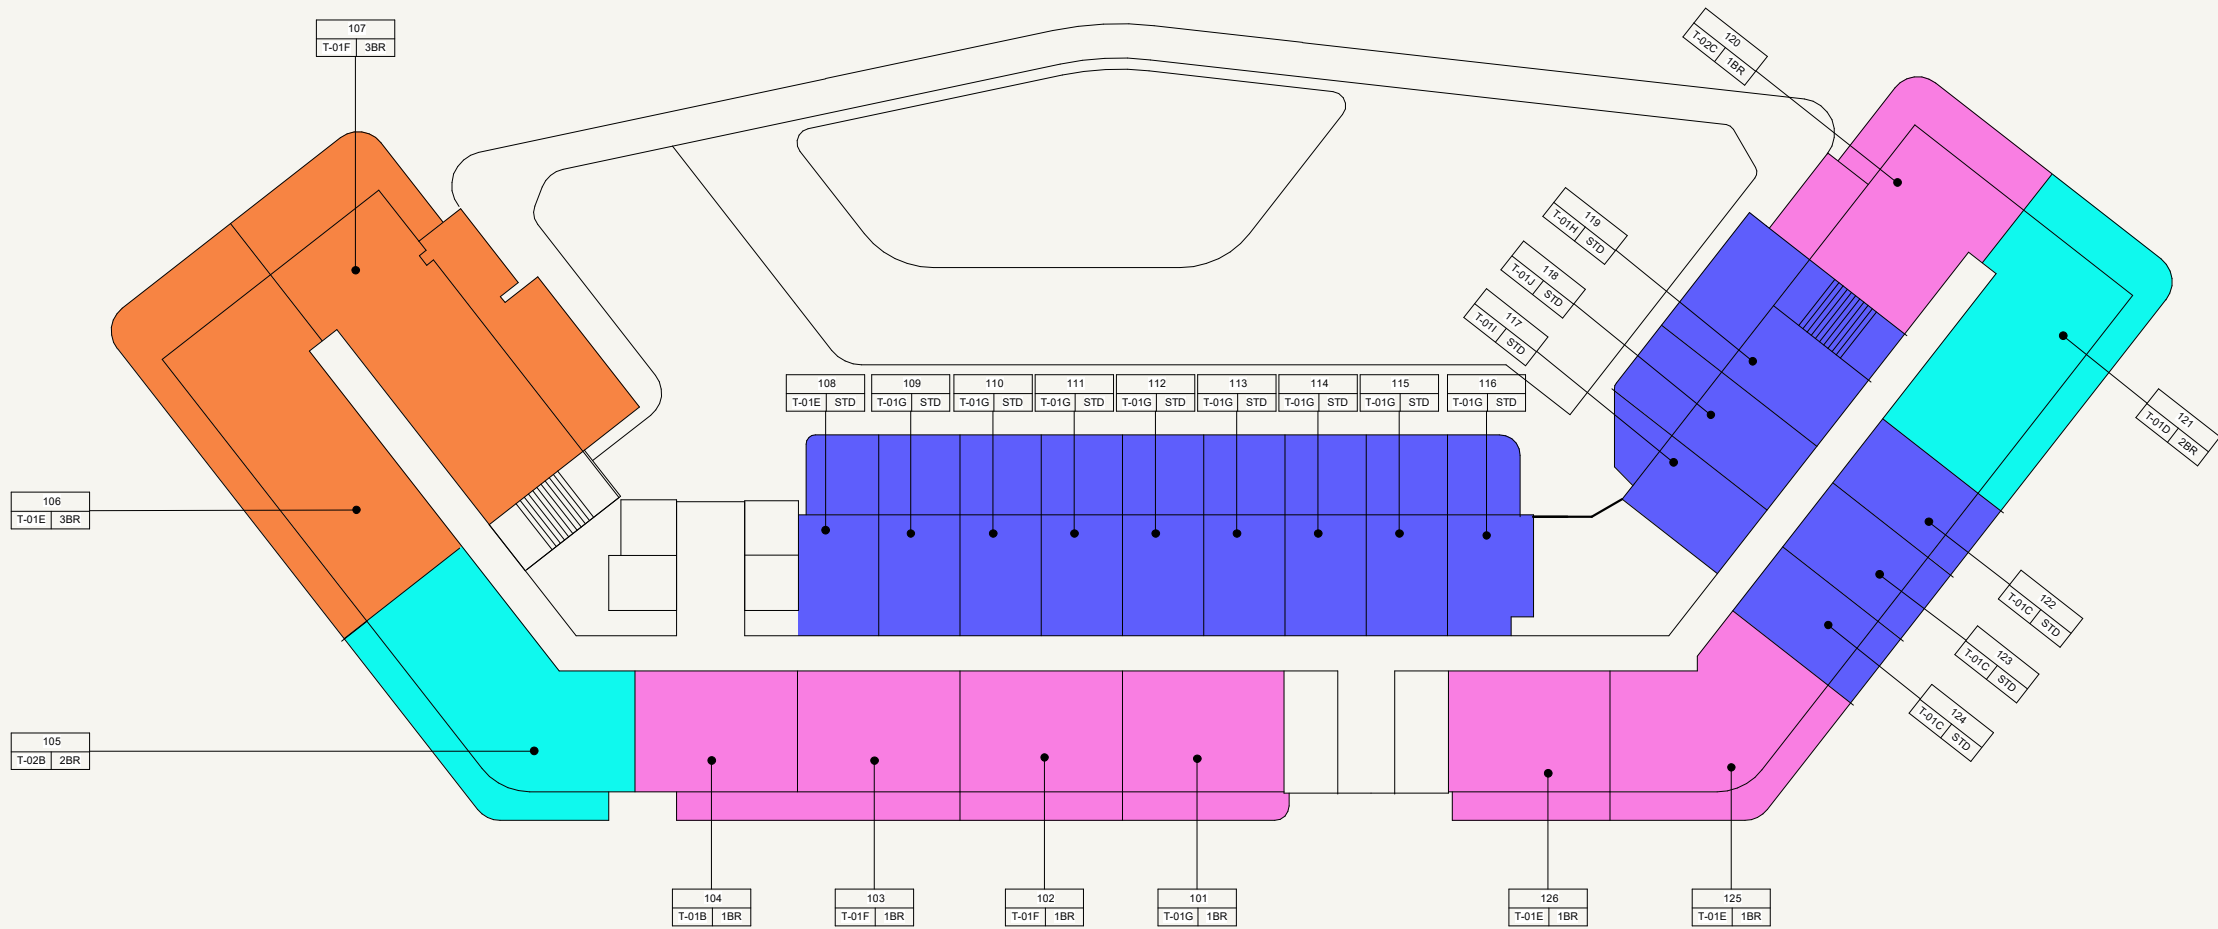 107
T-01F 3BR
120
T-02C 1BR
119
T-01H STD
118
T-01J STD
117
T-01I STD
108
T-01E STD
109
T-01G STD
110
T-01G STD
111
T-01G STD
112
T-01G STD
113
T-01G STD
114
T-01G STD
115
T-01G STD
116
T-01G STD
121
T-01D 2BR
106
T-01E 3BR
122
T-01C STD
123
T-01C STD
124
T-01C STD
105
T-02B 2BR
104
T-01B 1BR
103
T-01F 1BR
102
T-01F 1BR
101
T-01G 1BR
126
T-01E 1BR
125
T-01E 1BR